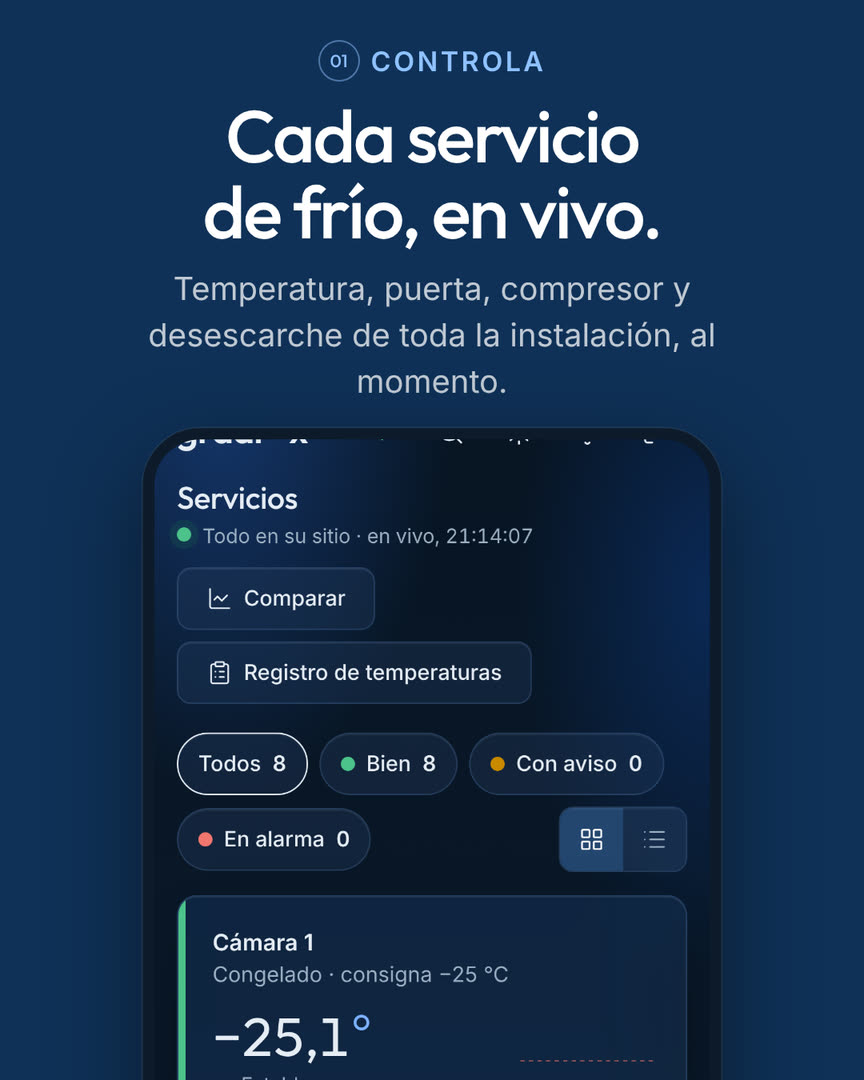 01 CONTROLA
Cada servicio
de frío, en vivo.
Temperatura, puerta, compresor y
desescarche de toda la instalación, al
momento.
Servicios
Todo en su sitio · en vivo, 21:14:07
Comparar
Registro de temperaturas
Todos 8
Bien 8
Con aviso 0
En alarma 0
Cámara 1
Congelado · consigna −25 °C
−25,1°